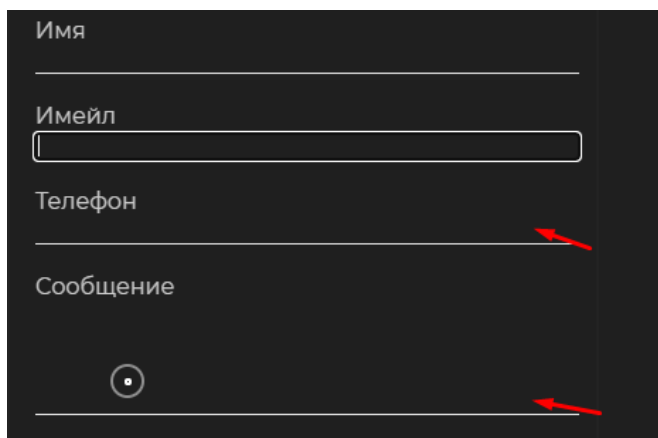 Имя
Имейл
Телефон
Сообщение